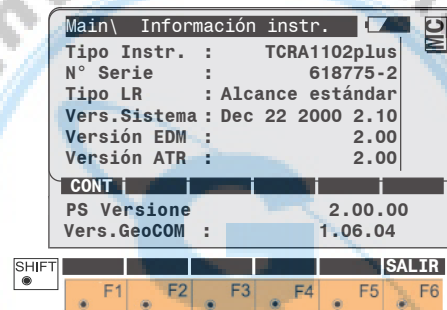 Main\ Información instr. MC
Tipo Instr. : TCRA1102plus
N° Serie : 618775-2
Tipo LR : Alcance estándar
Vers.Sistema : Dec 22 2000 2.10
Versión EDM : 2.00
Versión ATR : 2.00
CONT
PS Versione 2.00.00
Vers.GeoCOM : 1.06.04
SHIFT SALIR
F1 F2 F3 F4 F5 F6